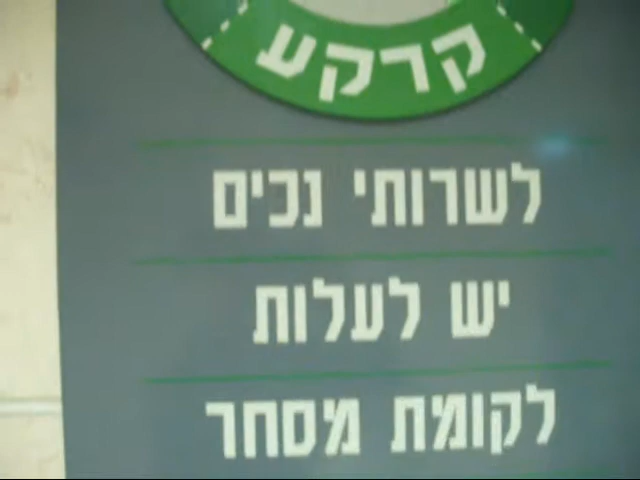 קרקע
לשרותי נכים
יש לעלות
לקומת מסחר